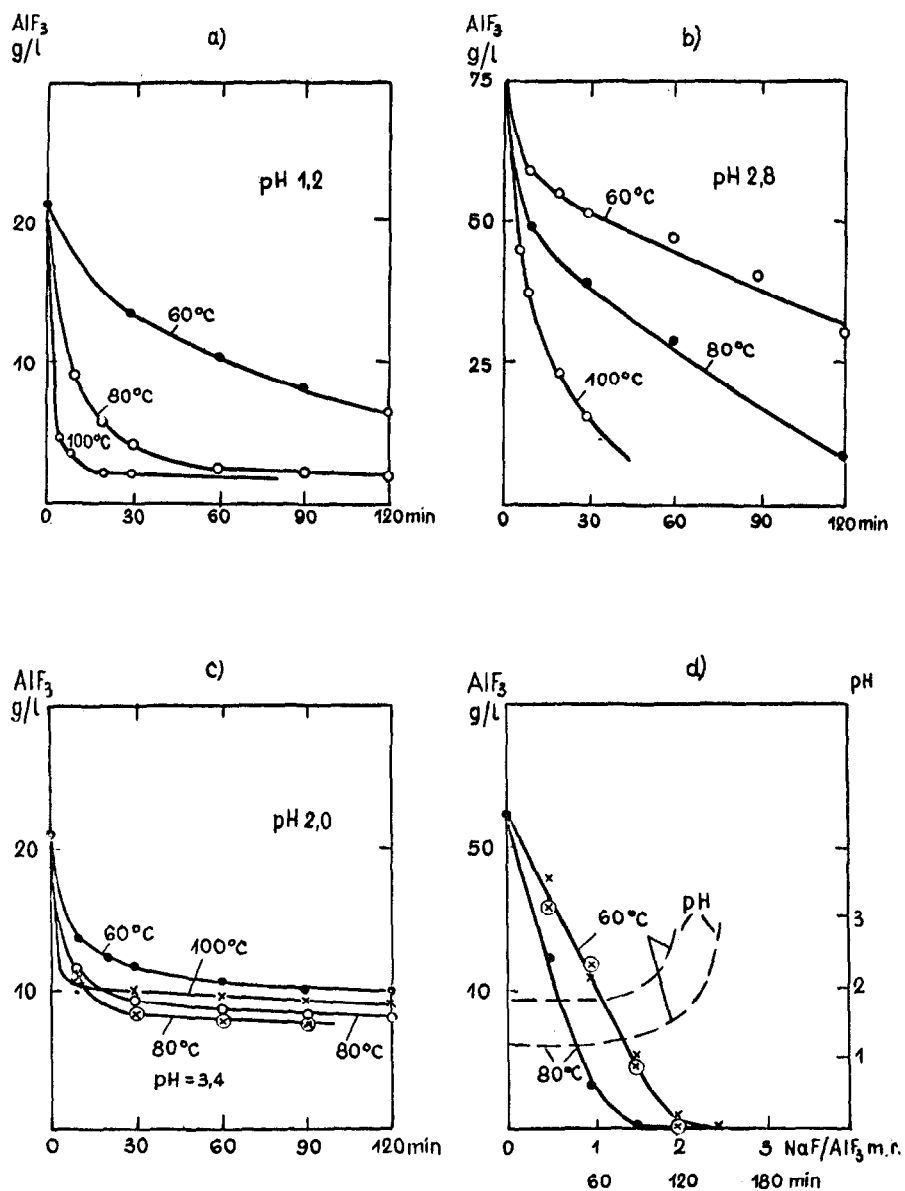 AlF₃
g/l
a)
pH 1,2
20
60°C
10
80°C
100°C
0 30 60 90 120 min
AlF₃
g/l
b)
75
pH 2,8
60°C
50
80°C
25
100°C
0 30 60 90 120 min
AlF₃
g/l
c)
pH 2,0
20
60°C
100°C
10
80°C
80°C
pH = 3,4
0 30 60 90 120 min
AlF₃
g/l
d)
pH
50
60°C
pH
3
10
2
80°C
1
0 1 2 3 NaF/AlF₃ m.r.
60 120 180 min